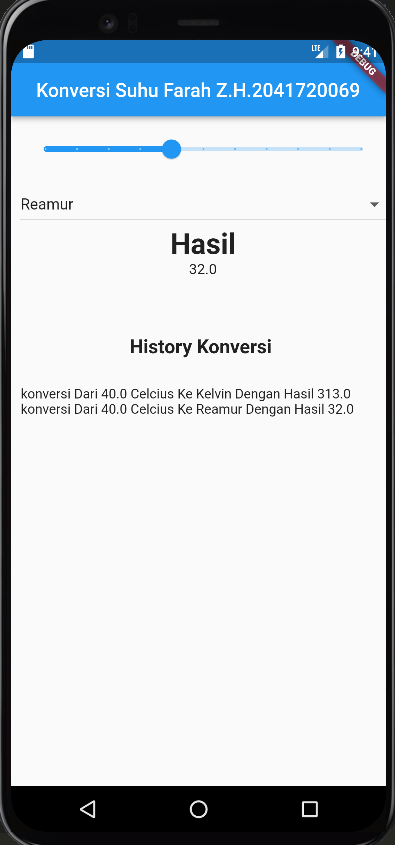 LTE 9:41
DEBUG
Konversi Suhu Farah Z.H.2041720069
Reamur
Hasil
32.0
History Konversi
konversi Dari 40.0 Celcius Ke Kelvin Dengan Hasil 313.0
konversi Dari 40.0 Celcius Ke Reamur Dengan Hasil 32.0